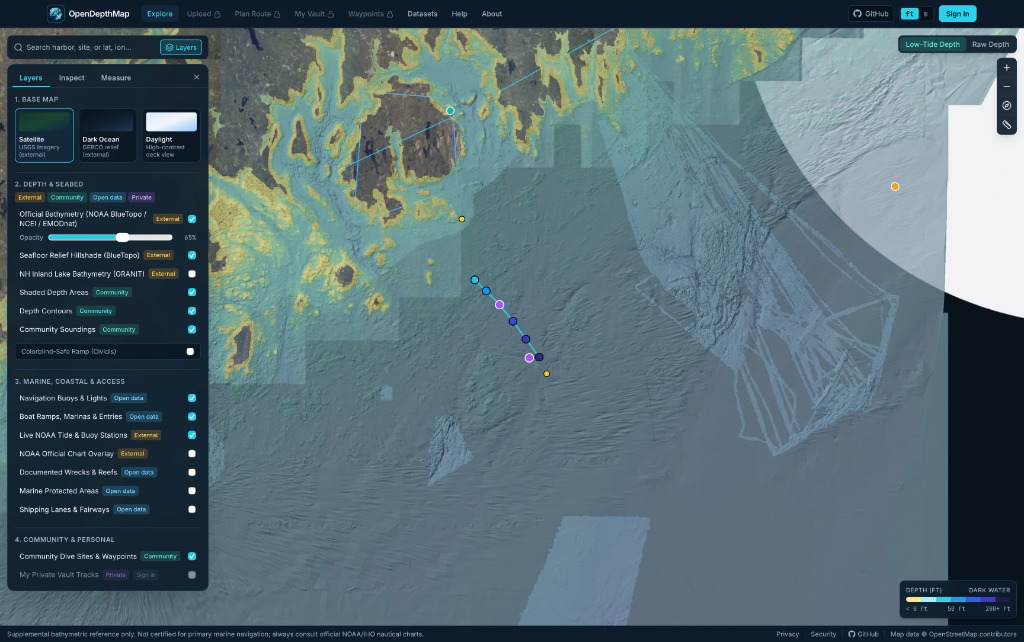 OpenDepthMap
Explore
Upload
Plan Route
My Vault
Waypoints
Datasets
Help
About
GitHub
ft
m
Sign In
Search harbor, site, or lat, lon...
Layers
Low-Tide Depth
Raw Depth
Layers
Inspect
Measure
×
+
−
1. BASE MAP
Satellite
USGS imagery
(external)
Dark Ocean
GEBCO relief
(external)
Daylight
High-contrast
deck view
2. DEPTH & SEABED
External
Community
Open data
Private
Official Bathymetry (NOAA BlueTopo /
NCEI / EMODnet)
External
Opacity
65%
Seafloor Relief Hillshade (BlueTopo)
External
NH Inland Lake Bathymetry (GRANIT)
External
Shaded Depth Areas
Community
Depth Contours
Community
Community Soundings
Community
Colorblind-Safe Ramp (Cividis)
3. MARINE, COASTAL & ACCESS
Navigation Buoys & Lights
Open data
Boat Ramps, Marinas & Entries
Open data
Live NOAA Tide & Buoy Stations
External
NOAA Official Chart Overlay
External
Documented Wrecks & Reefs
Open data
Marine Protected Areas
Open data
Shipping Lanes & Fairways
Open data
4. COMMUNITY & PERSONAL
Community Dive Sites & Waypoints
Community
My Private Vault Tracks
Private
Sign in
DEPTH (FT)
DARK WATER
< 0 ft
50 ft
200+ ft
Supplemental bathymetric reference only. Not certified for primary marine navigation; always consult official NOAA/IHO nautical charts.
Privacy
Security
GitHub
Map data © OpenStreetMap contributors